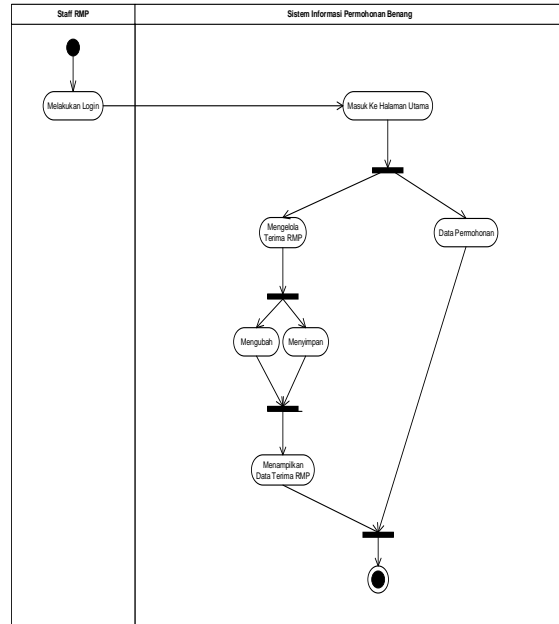 Staff RMP
Sistem Informasi Permohonan Benang
Melakukan Login
Masuk Ke Halaman Utama
Mengelola
Terima RMP
Data Permohonan
Mengubah
Menyimpan
Menampilkan
Data Terima RMP